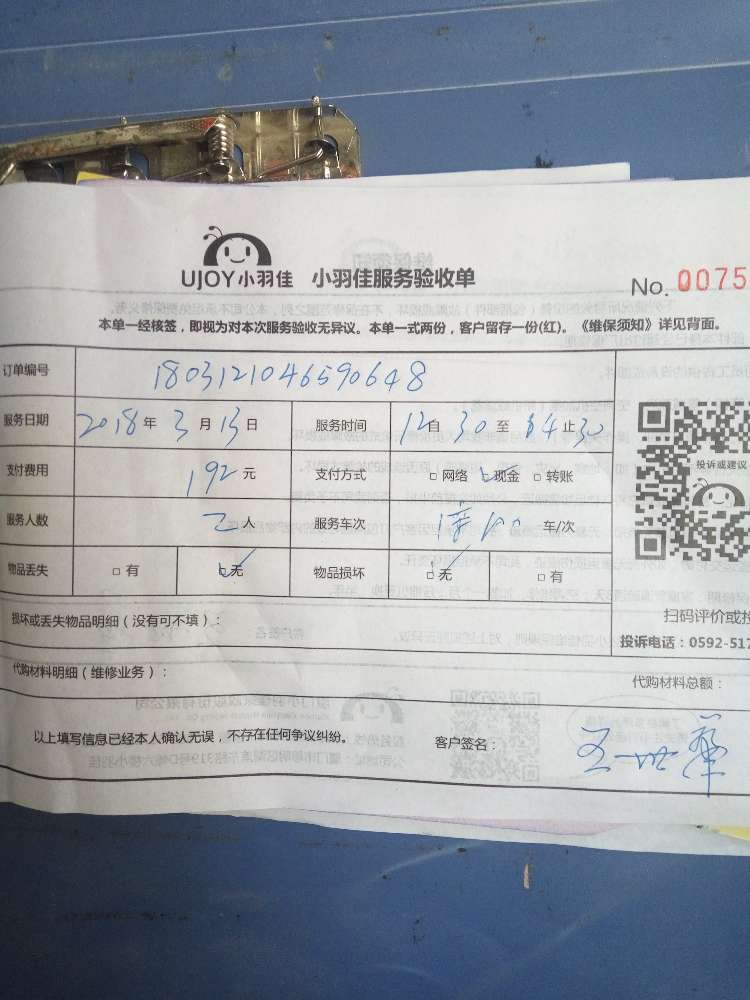 UJOY小羽佳 小羽佳服务验收单
No. 0075
本单一经核签，即视为对本次服务验收无异议。本单一式两份，客户留存一份(红)。《维保须知》详见背面。
订单编号 1803121046590648
服务日期 2018年3月13日 服务时间 12自30至14止30
支付费用 192元 支付方式 □网络 ☑现金 □转账
投诉或建议
服务人数 2人 服务车次 车/次
物品丢失 □有 ☑无 物品损坏 ☑无 □有
损坏或丢失物品明细（没有可不填）：
扫码评价或投
投诉电话：0592-517
代购材料明细（维修业务）：
代购材料总额：
以上填写信息已经本人确认无误，不存在任何争议纠纷。 客户签名：